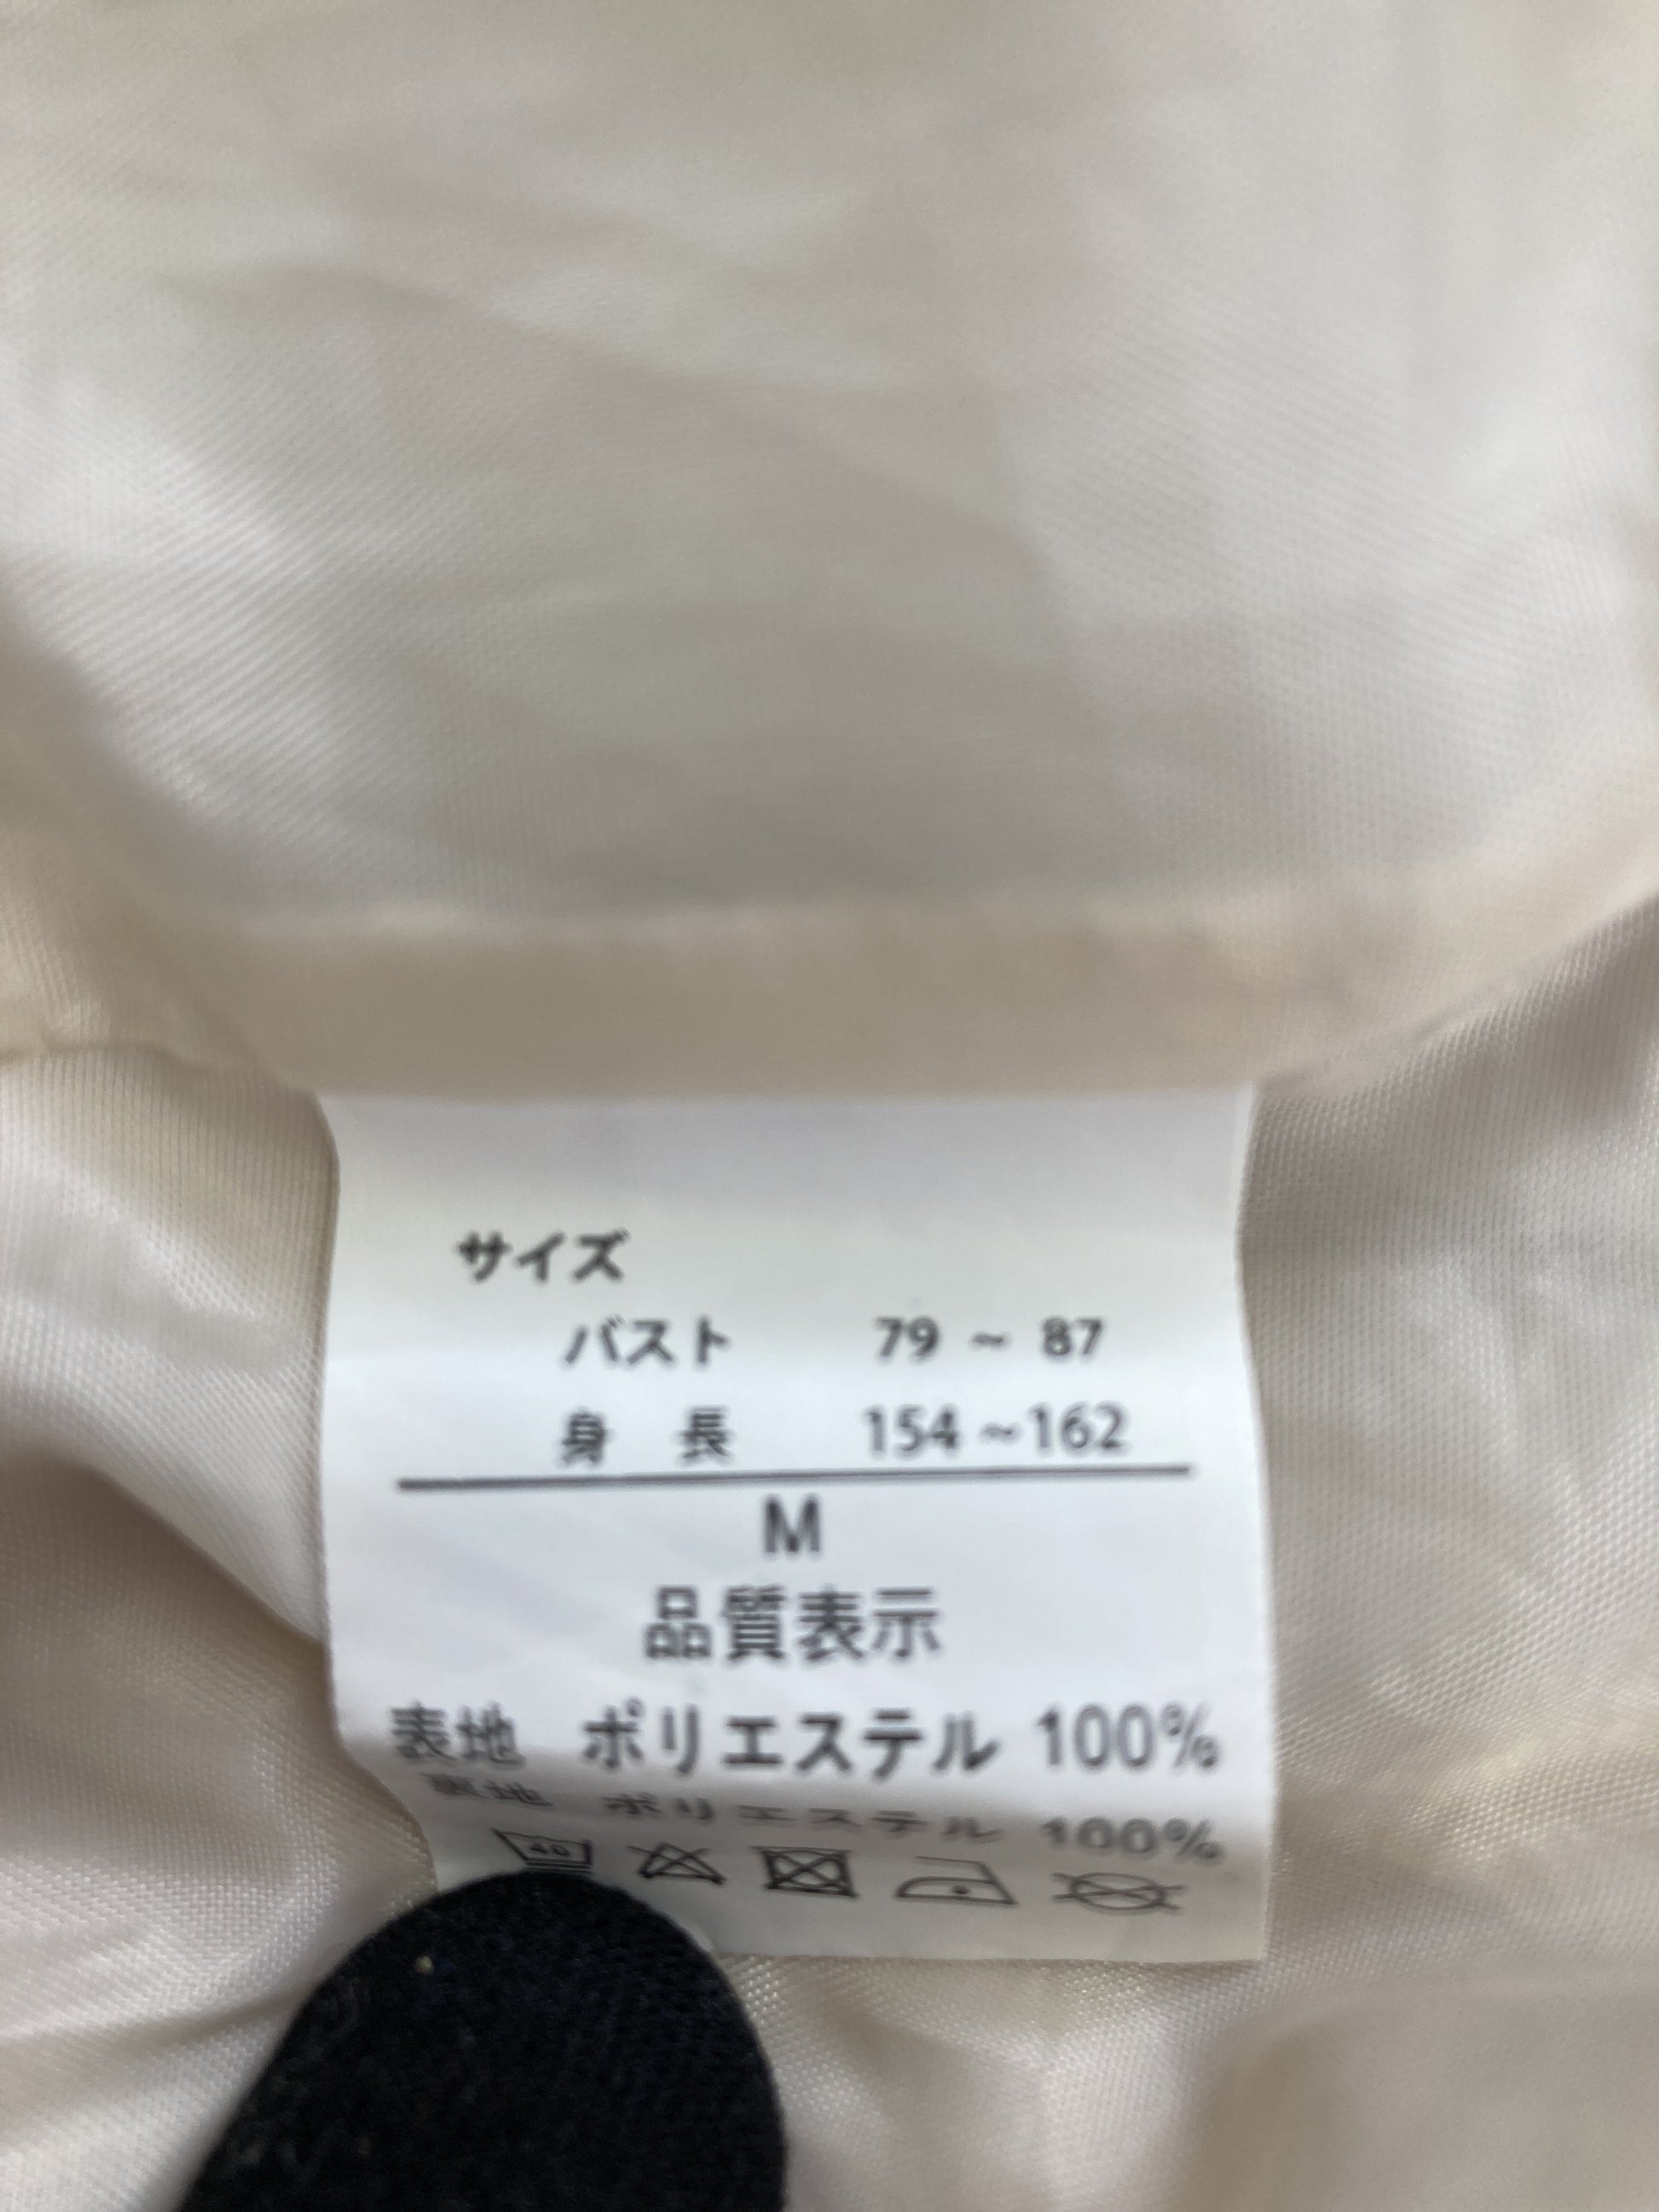 サイズ
バスト 79 ～ 87
身 長 154～162
M
品質表示
表地 ポリエステル 100%
裏地 ポリエステル 100%
40